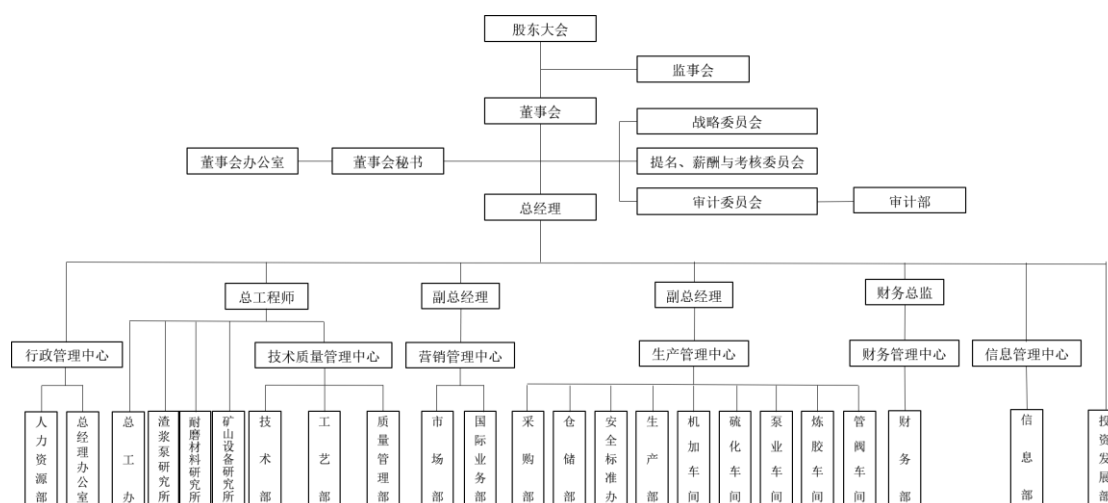 股东大会
监事会
董事会
战略委员会
董事会办公室
董事会秘书
提名、薪酬与考核委员会
审计委员会
审计部
总经理
总工程师
副总经理
副总经理
财务总监
行政管理中心
技术质量管理中心
营销管理中心
生产管理中心
财务管理中心
信息管理中心
人力资源部
总经理办公室
总工办
渣浆泵研究所
耐磨材料研究所
矿山设备研究所
技术部
工艺部
质量管理部
市场部
国际业务部
采购部
仓储部
安全标准办
生产部
机加车间
硫化车间
泵业车间
炼胶车间
管阀车间
财务部
信息部
投资发展部